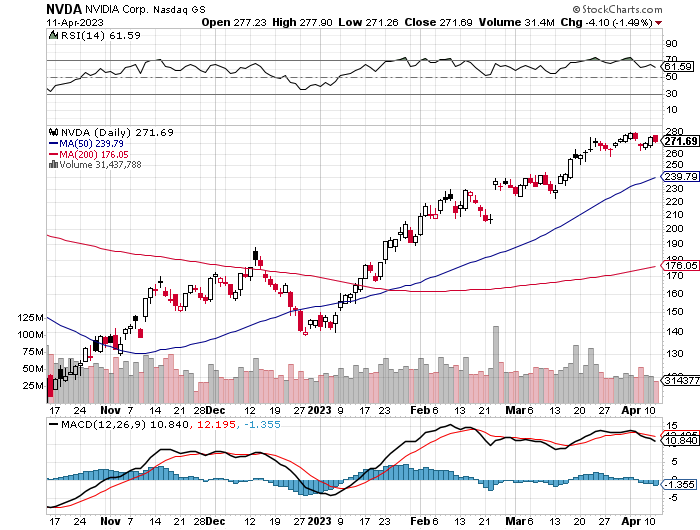 NVDA NVIDIA Corp. Nasdaq GS © StockCharts.com
11-Apr-2023 Open 277.23 High 277.90 Low 271.26 Close 271.69 Volume 31.4M Chg -4.10 (-1.49%)
RSI(14) 61.59
90
70
61.59
50
30
10
NVDA (Daily) 271.69
MA(50) 239.79
MA(200) 176.05
Volume 31,437,788
280
271.69
260
250
239.79
230
220
210
200
190
176.05
170
160
150
140
130
120
31437788
125M
100M
75M
50M
25M
17 24 Nov 7 14 21 28 Dec 12 19 2023 9 17 23 Feb 6 13 21 Mar 6 13 20 27 Apr 10
MACD(12,26,9) 10.840, 12.195, -1.355
15
10.840
5
0
-1.355
-5
17 24 Nov 7 14 21 28 Dec 12 19 2023 9 17 23 Feb 6 13 21 Mar 6 13 20 27 Apr 10